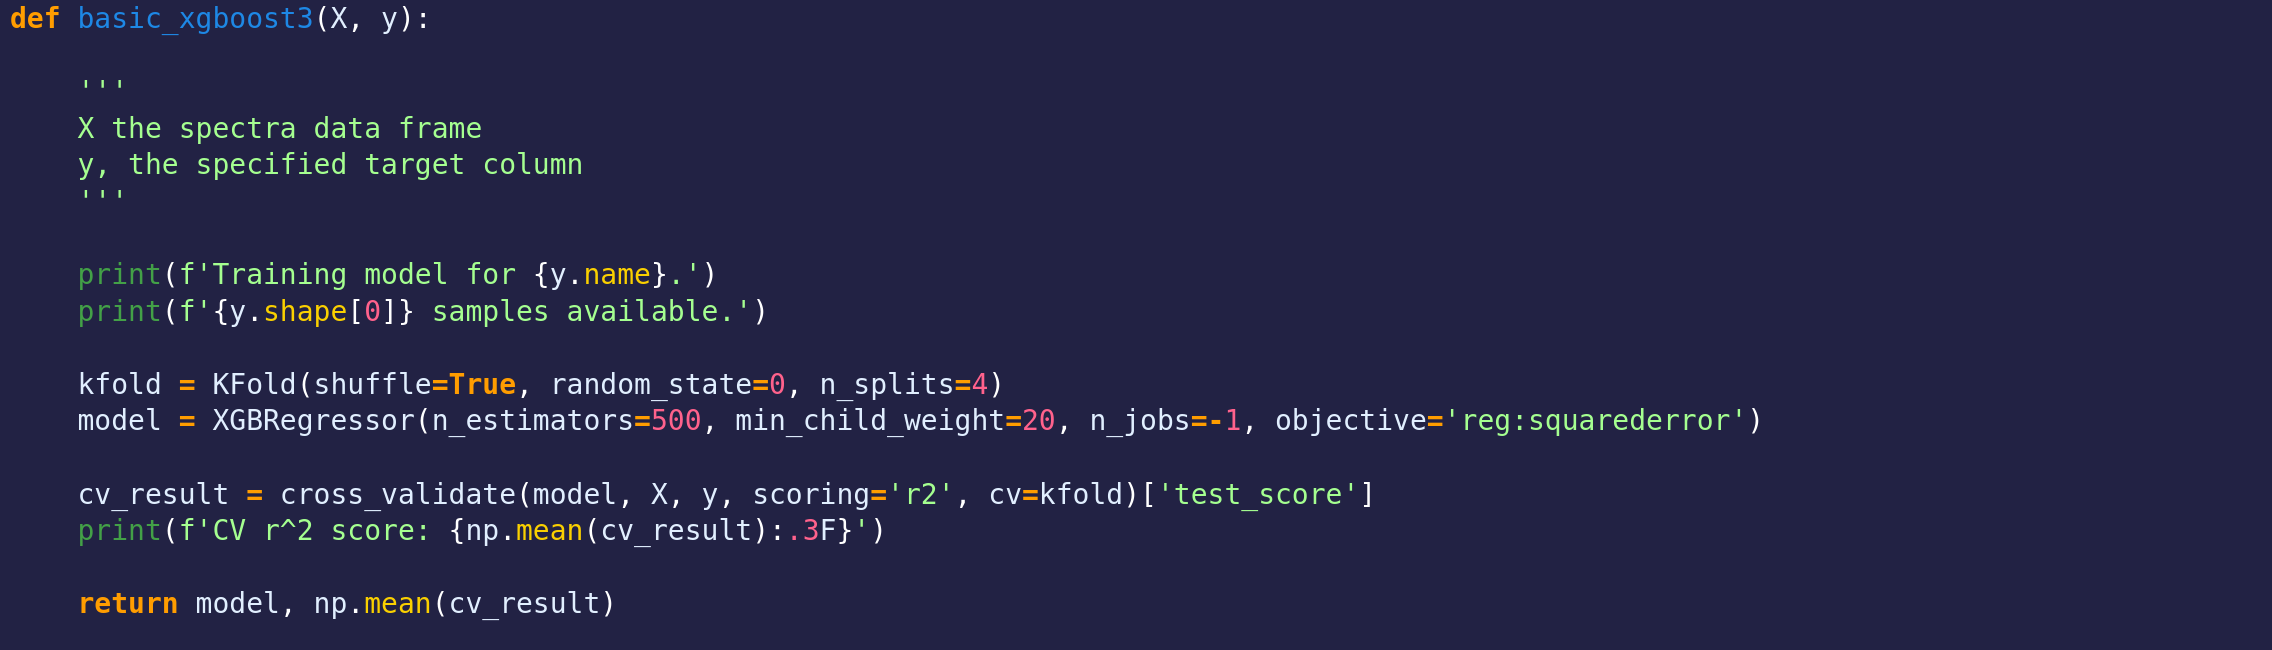 def basic_xgboost3(X, y):
    '''
    X the spectra data frame
    y, the specified target column
    '''
    print(f'Training model for {y.name}.')
    print(f'{y.shape[0]} samples available.')
    kfold = KFold(shuffle=True, random_state=0, n_splits=4)
    model = XGBRegressor(n_estimators=500, min_child_weight=20, n_jobs=-1, objective='reg:squarederror')
    cv_result = cross_validate(model, X, y, scoring='r2', cv=kfold)['test_score']
    print(f'CV r^2 score: {np.mean(cv_result):.3F}')
    return model, np.mean(cv_result)